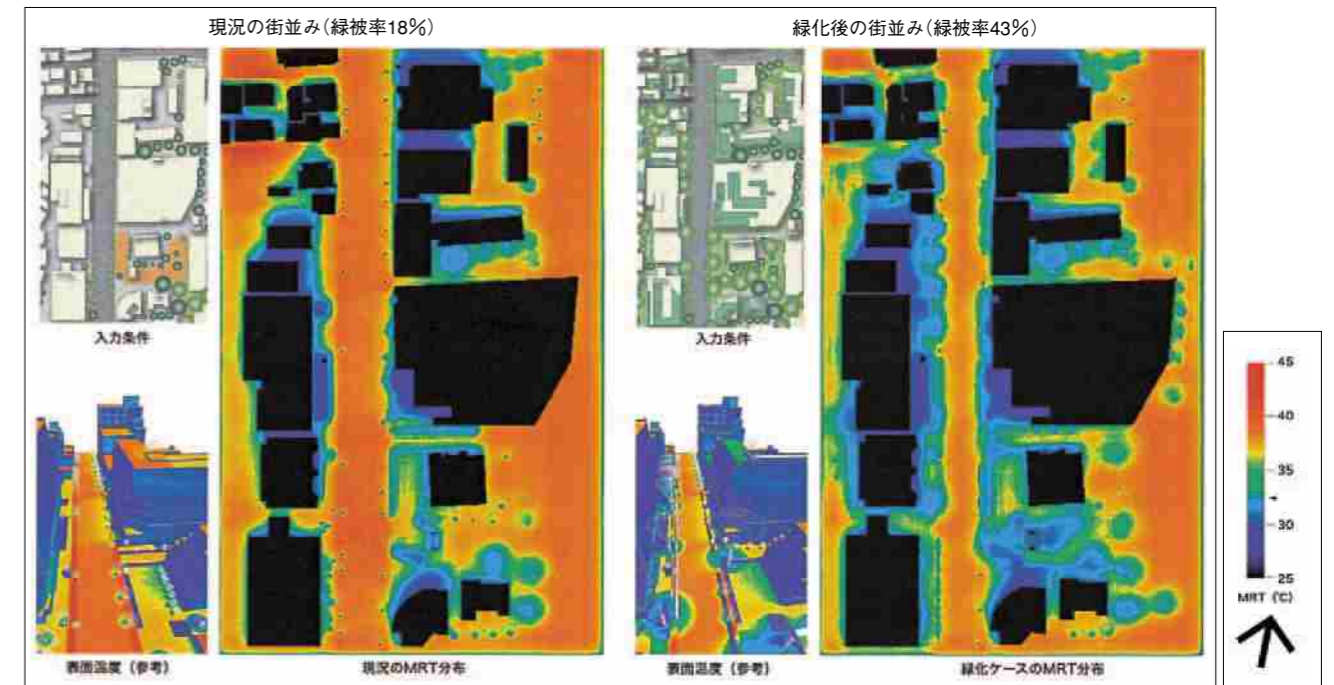 現況の街並み(緑被率18%)
緑化後の街並み(緑被率43%)
入力条件
表面温度(参考)
現況のMRT分布
入力条件
表面温度(参考)
緑化ケースのMRT分布
45
40
35
30
25
MRT (℃)